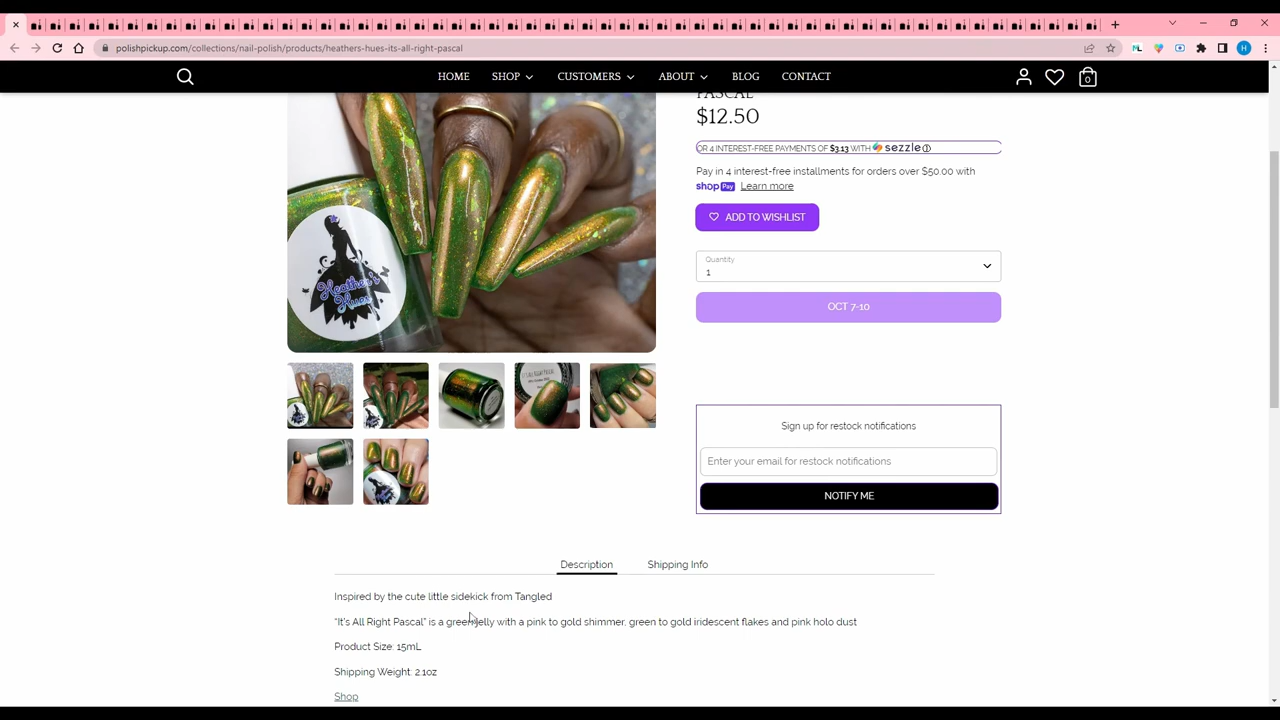 polishpickup.com/collections/nail-polish/products/heathers-hues-its-all-right-pascal
HOME SHOP CUSTOMERS ABOUT BLOG CONTACT
0
PASCAL
$12.50
OR 4 INTEREST-FREE PAYMENTS OF $3.13 WITH sezzle
Pay in 4 interest-free installments for orders over $50.00 with
shop Pay Learn more
ADD TO WISHLIST
Quantity
1
OCT 7-10
Heather's
Hues
Sign up for restock notifications
Enter your email for restock notifications
NOTIFY ME
Description Shipping Info
Inspired by the cute little sidekick from Tangled
"It's All Right Pascal" is a green jelly with a pink to gold shimmer, green to gold iridescent flakes and pink holo dust
Product Size: 15mL
Shipping Weight: 2.1oz
Shop